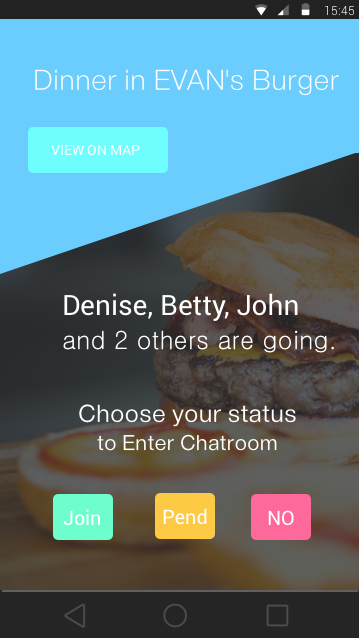 15:45
Dinner in EVAN's Burger
VIEW ON MAP
Denise, Betty, John
and 2 others are going.
Choose your status
to Enter Chatroom
Join
Pend
NO